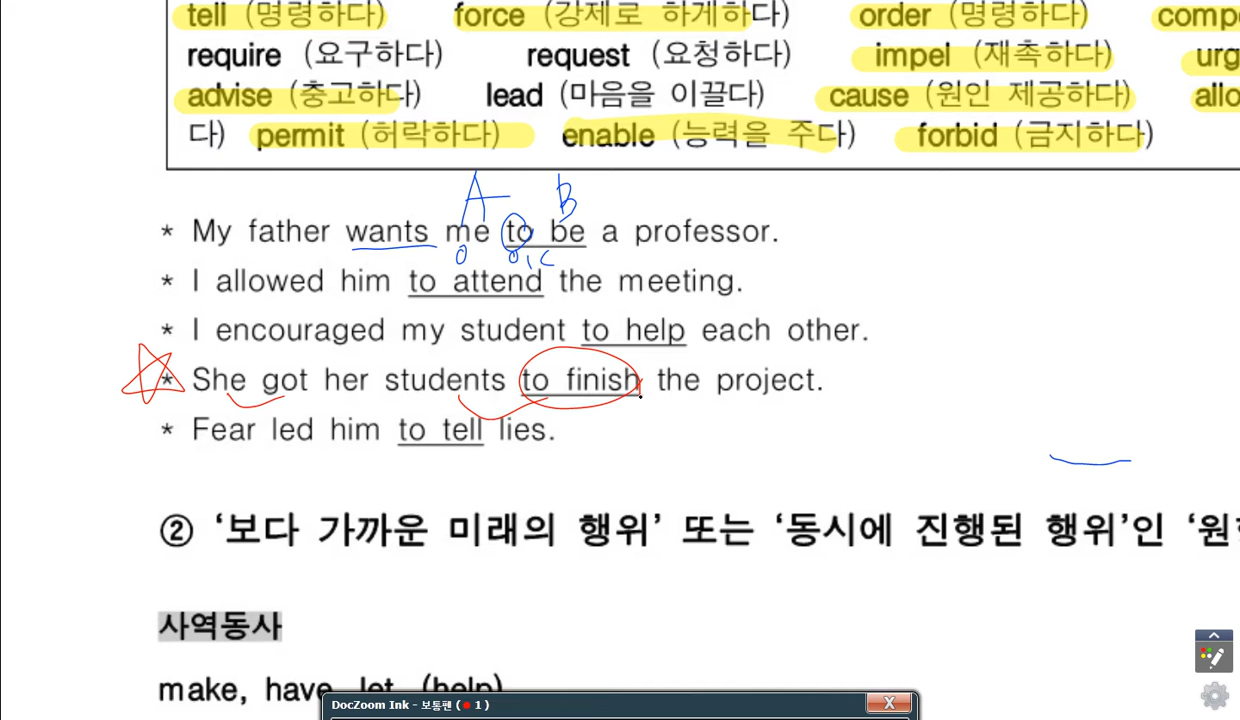 tell (명령하다) force (강제로 하게하다) order (명령하다)
require (요구하다) request (요청하다) impel (재촉하다)
advise (충고하다) lead (마음을 이끌다) cause (원인 제공하다)
다) permit (허락하다) enable (능력을 주다) forbid (금지하다)
A B
* My father wants me to be a professor.
O O.C
* I allowed him to attend the meeting.
* I encouraged my student to help each other.
* She got her students to finish the project.
* Fear led him to tell lies.
② ‘보다 가까운 미래의 행위’ 또는 ‘동시에 진행된 행위’인
사역동사
make, have, let, (help)
DocZoom Ink - 보통펜 ( 1 )